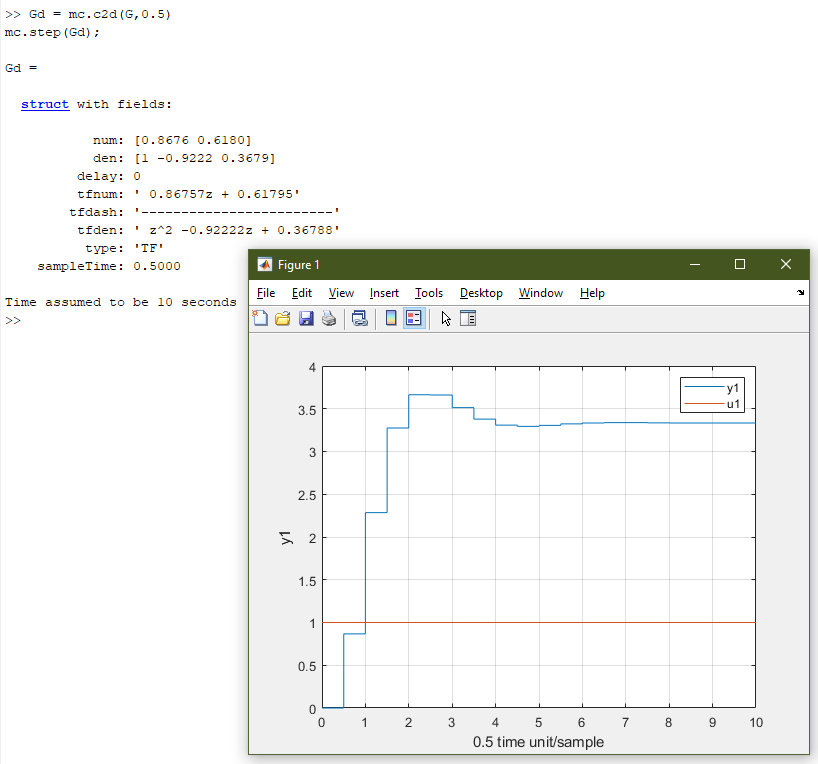 >> Gd = mc.c2d(G,0.5)
mc.step(Gd);
Gd =
struct with fields:
num: [0.8676 0.6180]
den: [1 -0.9222 0.3679]
delay: 0
tfnum: ' 0.86757z + 0.61795'
tfdash: '------------------------'
tfden: ' z^2 -0.92222z + 0.36788'
type: 'TF'
sampleTime: 0.5000
Time assumed to be 10 seconds
>>
Figure 1
File Edit View Insert Tools Desktop Window Help
4
3.5
3
2.5
2
1.5
1
0.5
0
y1
y1
u1
0 1 2 3 4 5 6 7 8 9 10
0.5 time unit/sample